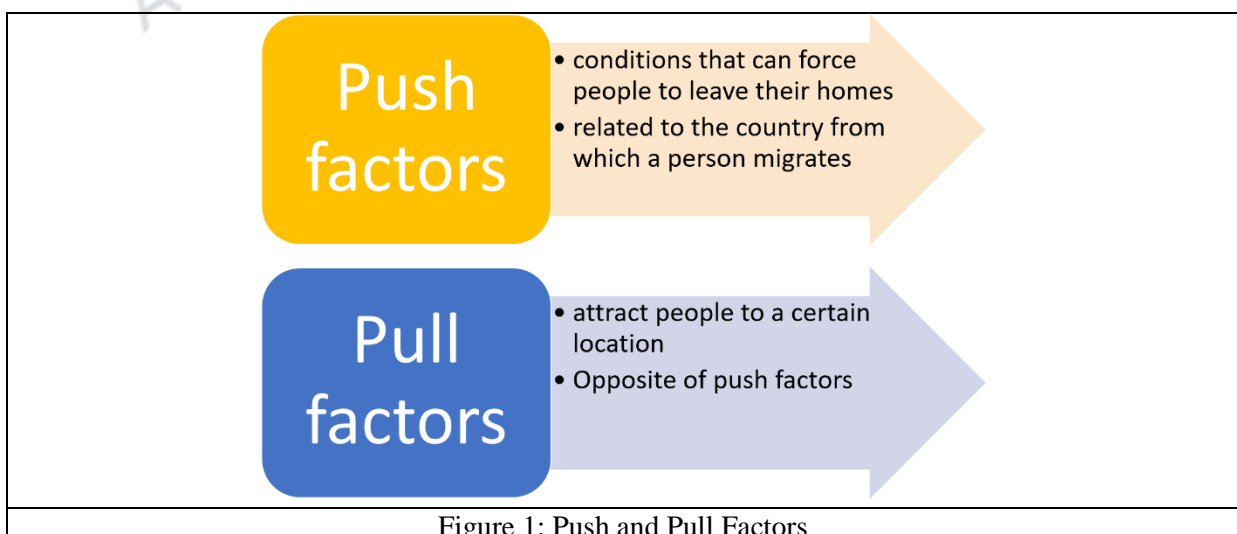 Push
factors
• conditions that can force
people to leave their homes
• related to the country from
which a person migrates
Pull
factors
• attract people to a certain
location
• Opposite of push factors
Figure 1: Push and Pull Factors